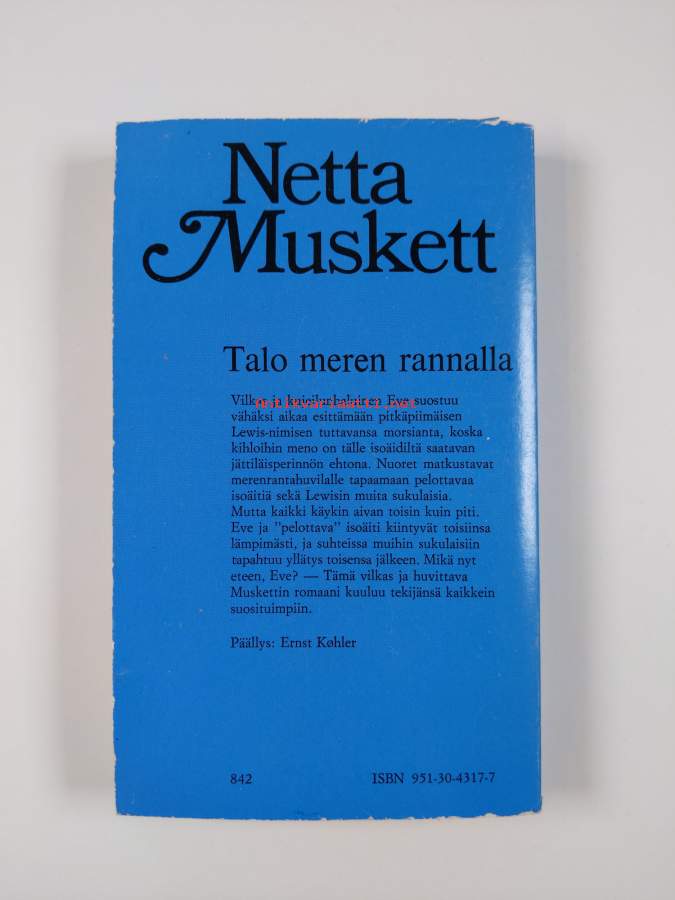 Netta
Muskett
Talo meren rannalla
Vilkas ja Eve suostuu
vähäksi aikaa esittämään pitkäpiimäisen
Lewis-nimisen tuttavansa morsianta, koska
kihloihin meno on tälle isoäidiltä saatavan
jättiläisperinnön ehtona. Nuoret matkustavat
merenrantahuvilalle tapaamaan pelottavaa
isoäitiä sekä Lewisin muita sukulaisia.
Mutta kaikki käykin aivan toisin kuin piti.
Eve ja "pelottava" isoäiti kiintyvät toisiinsa
lämpimästi, ja suhteissa muihin sukulaisiin
tapahtuu yllätys toisensa jälkeen. Mikä nyt
eteen, Eve? — Tämä vilkas ja huvittava
Muskettin romaani kuuluu tekijänsä kaikkein
suosituimpiin.
Päällys: Ernst Køhler
842 ISBN 951-30-4317-7